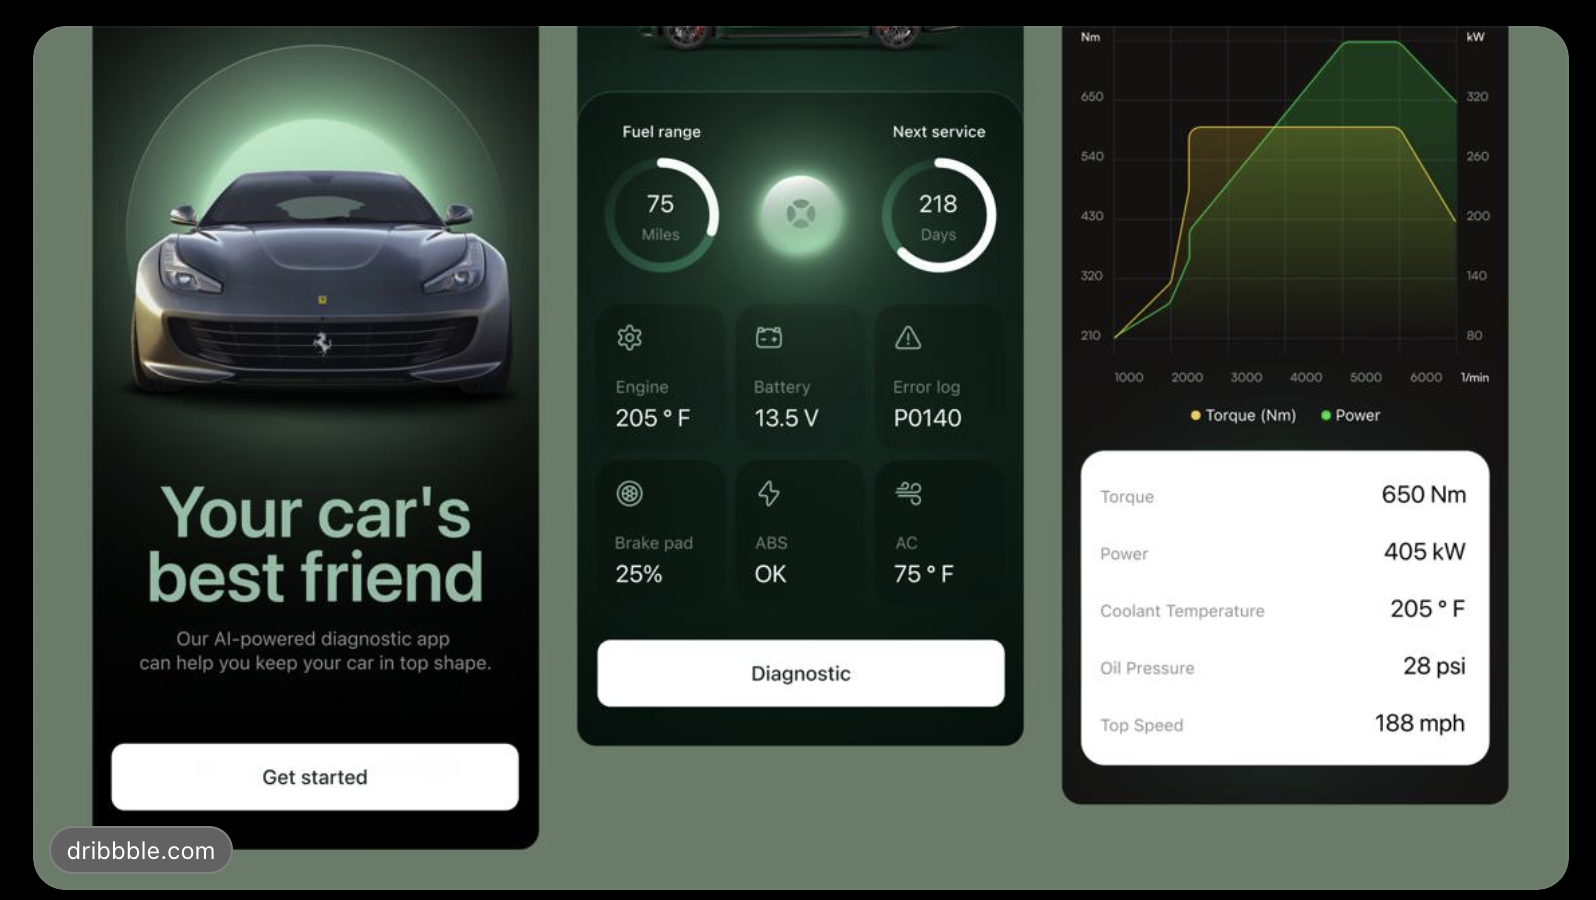 Your car's
best friend
Our AI-powered diagnostic app
can help you keep your car in top shape.
Get started
dribbble.com
Fuel range
75
Miles
Next service
218
Days
Engine
205 ° F
Battery
13.5 V
Error log
P0140
Brake pad
25%
ABS
OK
AC
75 ° F
Diagnostic
Nm
kW
650
320
540
260
430
200
320
140
210
80
1000 2000 3000 4000 5000 6000 1/min
Torque (Nm) Power
Torque 650 Nm
Power 405 kW
Coolant Temperature 205 ° F
Oil Pressure 28 psi
Top Speed 188 mph